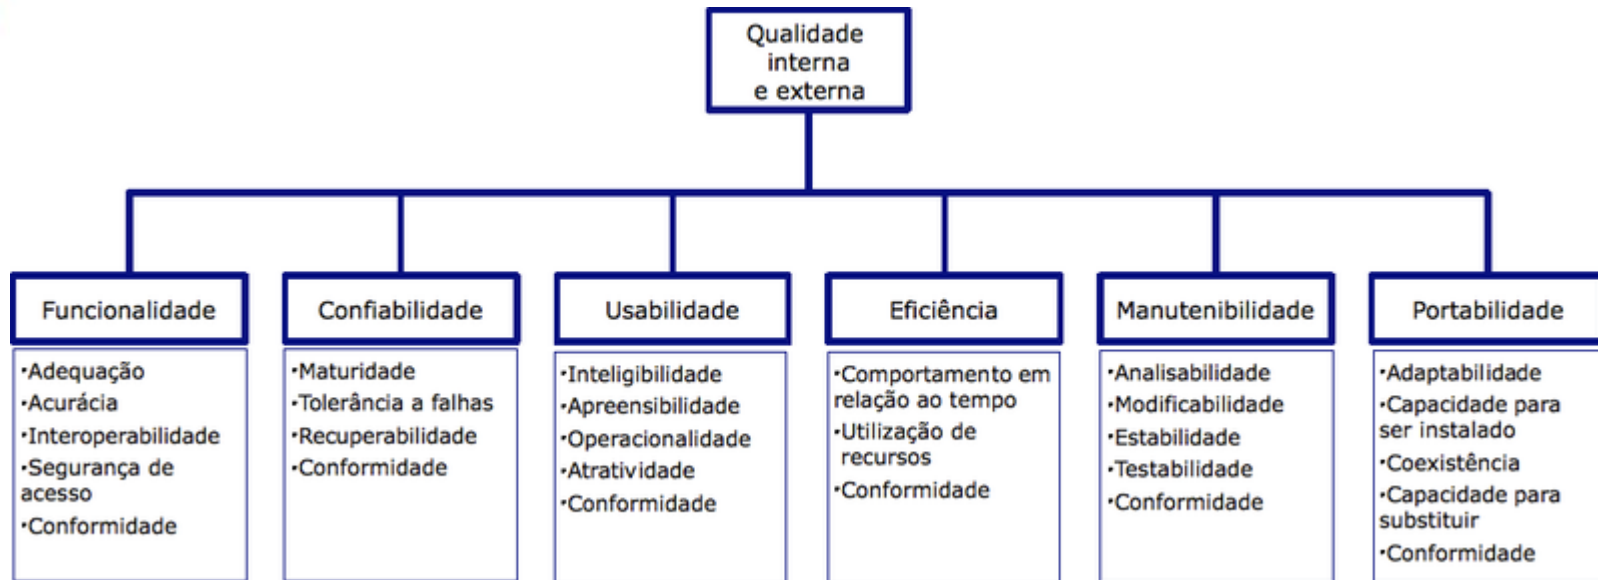 Qualidade
interna
e externa
Funcionalidade
•Adequação
•Acurácia
•Interoperabilidade
•Segurança de
acesso
•Conformidade
Confiabilidade
•Maturidade
•Tolerância a falhas
•Recuperabilidade
•Conformidade
Usabilidade
•Inteligibilidade
•Apreensibilidade
•Operacionalidade
•Atratividade
•Conformidade
Eficiência
•Comportamento em
relação ao tempo
•Utilização de
recursos
•Conformidade
Manutenibilidade
•Analisabilidade
•Modificabilidade
•Estabilidade
•Testabilidade
•Conformidade
Portabilidade
•Adaptabilidade
•Capacidade para
ser instalado
•Coexistência
•Capacidade para
substituir
•Conformidade